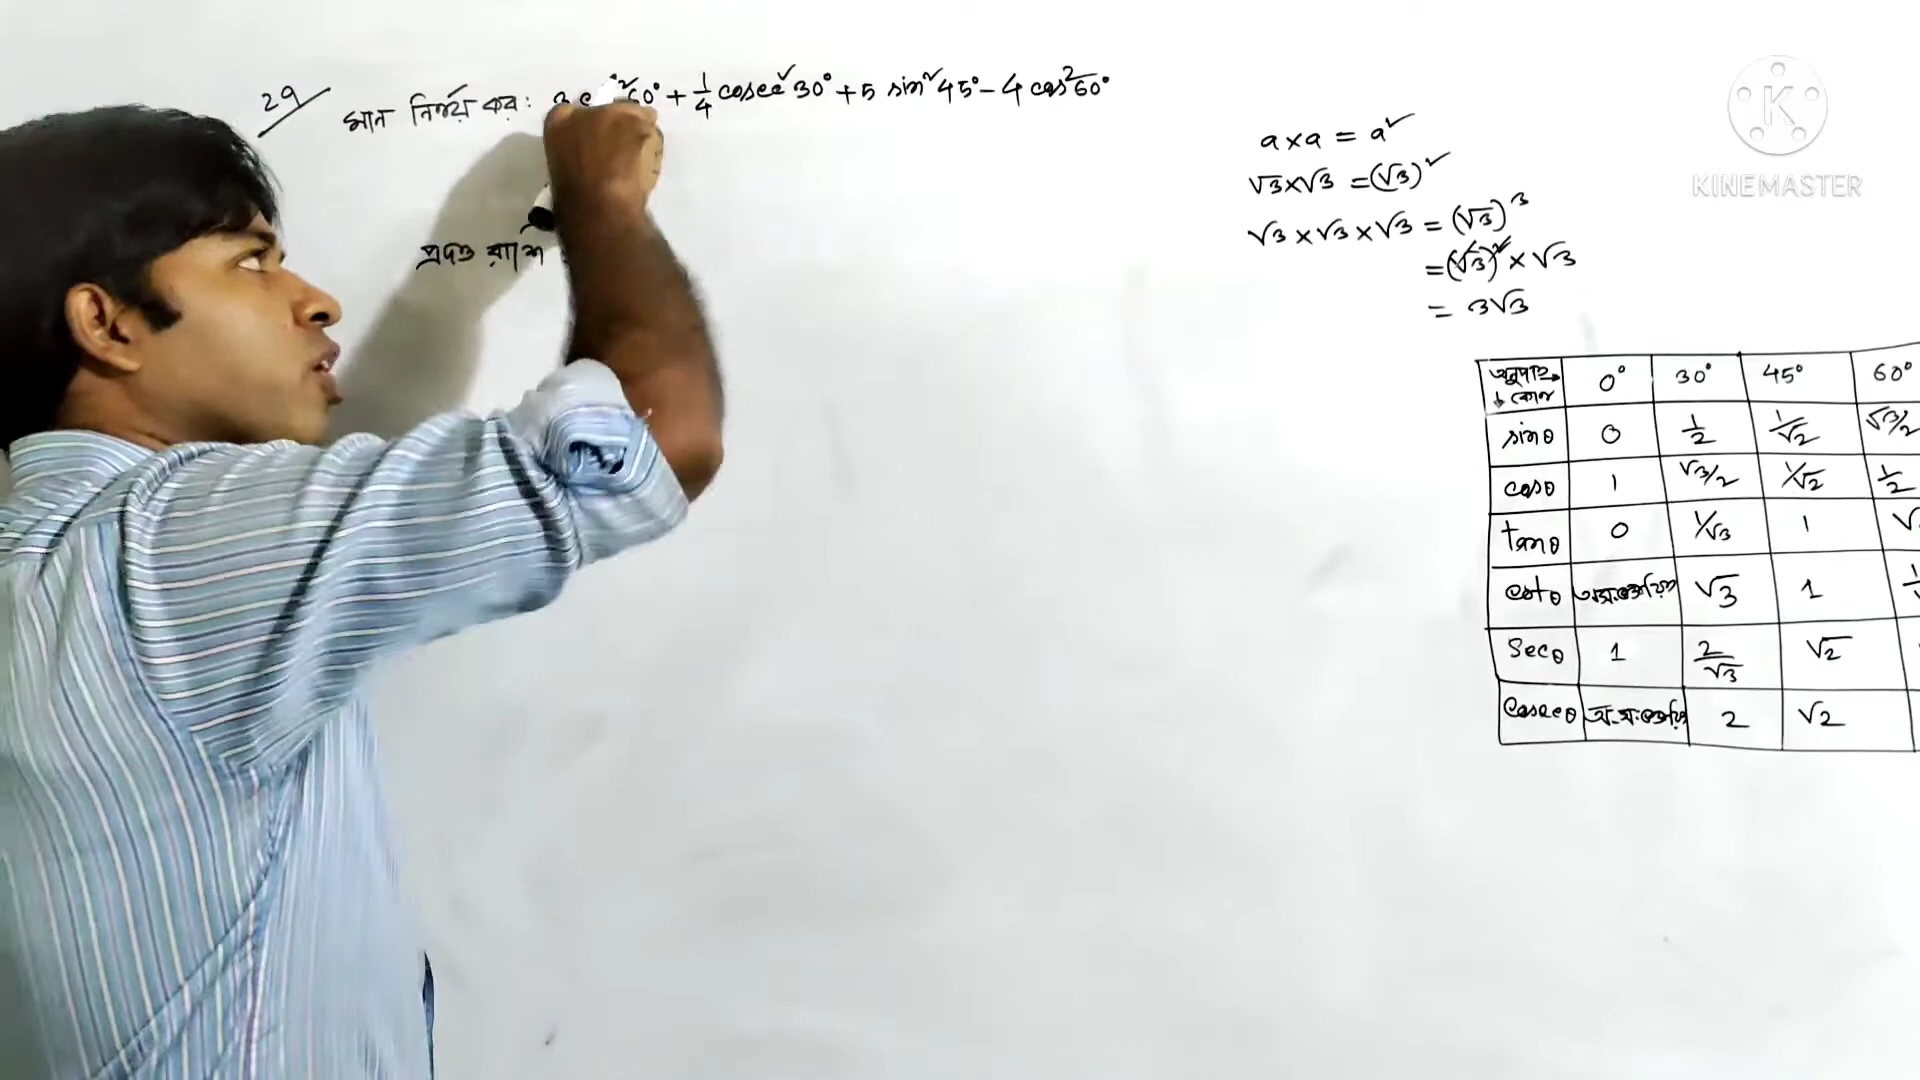 29
মান নির্ণয় কর: 3 c 60° + 1/4 cosec² 30° + 5 sin² 45° - 4 cos² 60°
প্রদত্ত রাশি
a × a = a²
√3×√3 = (√3)²
√3 × √3 × √3 = (√3)³
= (√3)² × √3
= 3√3
KINEMASTER
অনুপাত→ ↓ কোণ 0° 30° 45° 60°
sinθ 0 1/2 1/√2 √3/2
cosθ 1 √3/2 1/√2 1/2
tanθ 0 1/√3 1
cotθ √3 1
Secθ 1 2/√3 √2
Cosecθ 2 √2